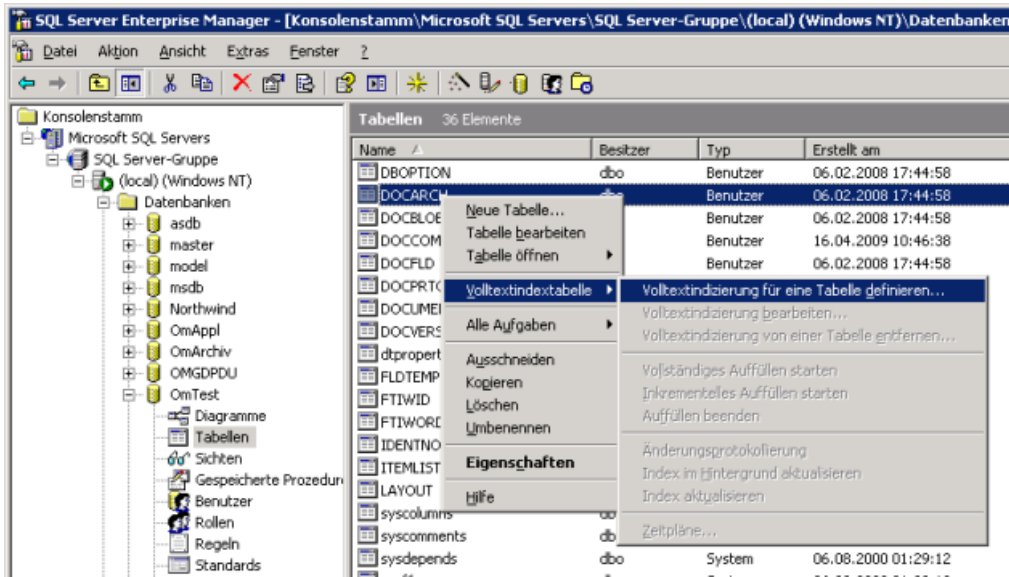 SQL Server Enterprise Manager - [Konsolenstamm\Microsoft SQL Servers\SQL Server-Gruppe\(local) (Windows NT)\Datenbanken
Datei Aktion Ansicht Extras Fenster ?
Konsolenstamm
Microsoft SQL Servers
SQL Server-Gruppe
(local) (Windows NT)
Datenbanken
asdb
master
model
msdb
Northwind
OmAppl
OmArchiv
OMGDPDU
OmTest
Diagramme
Tabellen
Sichten
Gespeicherte Prozedur
Benutzer
Rollen
Regeln
Standards
Tabellen 36 Elemente
Name Besitzer Typ Erstellt am
DBOPTION dbo Benutzer 06.02.2008 17:44:58
DOCARCH dbo Benutzer 06.02.2008 17:44:58
DOCBLOE Benutzer 06.02.2008 17:44:58
DOCCOM Benutzer 16.04.2009 10:46:38
DOCFLD Benutzer 06.02.2008 17:44:58
DOCPRTC
DOCUMEI
DOCVERS
dtpropert
FLDTEMP
FTIWID
FTIWORD
IDENTNO
ITEMLIST
LAYOUT
syscolumns db
syscomments db
sysdepends dbo System 06.08.2000 01:29:12
Neue Tabelle...
Tabelle bearbeiten
Tabelle öffnen
Volltextindextabelle
Alle Aufgaben
Ausschneiden
Kopieren
Löschen
Umbenennen
Eigenschaften
Hilfe
Volltextindizierung für eine Tabelle definieren...
Volltextindizierung bearbeiten...
Volltextindizierung von einer Tabelle entfernen...
Vollständiges Auffüllen starten
Inkrementelles Auffüllen starten
Auffüllen beenden
Änderungsprotokolierung
Index im Hintergrund aktualisieren
Index aktualisieren
Zeitpläne...